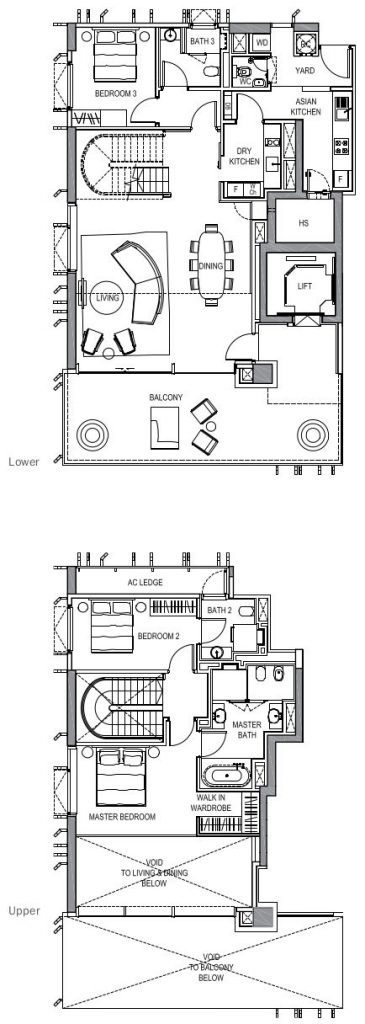 BATH 3
WD
YARD
WC
BEDROOM 3
ASIAN
KITCHEN
DRY
KITCHEN
F
F
HS
DINING
LIVING
LIFT
BALCONY
Lower
AC LEDGE
BATH 2
BEDROOM 2
MASTER
BATH
WALK IN
WARDROBE
MASTER BEDROOM
VOID
TO LIVING & DINING
BELOW
Upper
VOID
TO BALCONY
BELOW